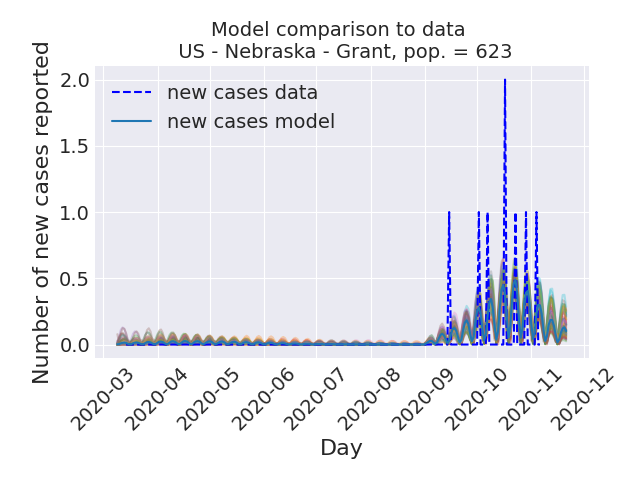 Model comparison to data
US - Nebraska - Grant, pop. = 623
Number of new cases reported
2.0
1.5
1.0
0.5
0.0
new cases data
new cases model
2020-03
2020-04
2020-05
2020-06
2020-07
2020-08
2020-09
2020-10
2020-11
2020-12
Day